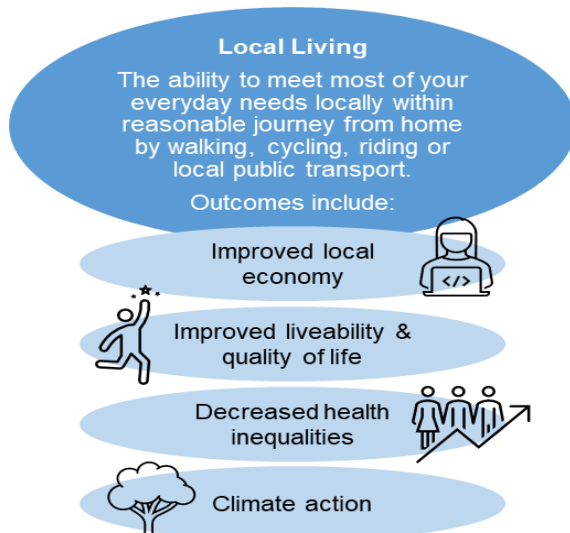 Local Living
The ability to meet most of your
everyday needs locally within
reasonable journey from home
by walking, cycling, riding or
local public transport.
Outcomes include:
Improved local
economy
</>
Improved liveability &
quality of life
Decreased health
inequalities
Climate action